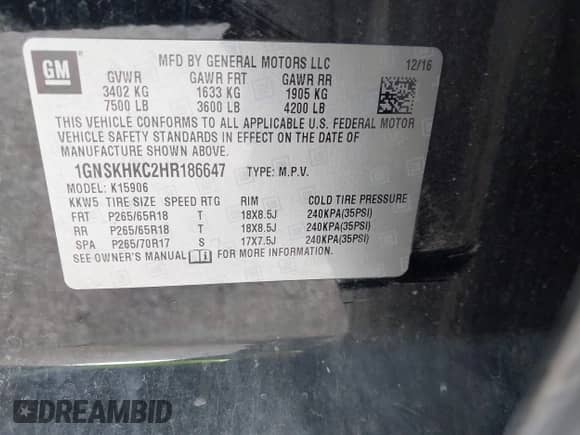 GM
MFD BY GENERAL MOTORS LLC 12/16
GVWR GAWR FRT GAWR RR
3402 KG 1633 KG 1905 KG
7500 LB 3600 LB 4200 LB
THIS VEHICLE CONFORMS TO ALL APPLICABLE U.S. FEDERAL MOTOR
VEHICLE SAFETY STANDARDS IN EFFECT ON THE DATE OF
MANUFACTURE SHOWN ABOVE.
1GNSKHKC2HR186647 TYPE: M.P.V.
MODEL: K15906
KKW5 TIRE SIZE SPEED RTG RIM COLD TIRE PRESSURE
FRT P265/65R18 T 18X8.5J 240KPA(35PSI)
RR P265/65R18 T 18X8.5J 240KPA(35PSI)
SPA P265/70R17 S 17X7.5J 240KPA(35PSI)
SEE OWNER'S MANUAL i FOR MORE INFORMATION.
DREAMBID